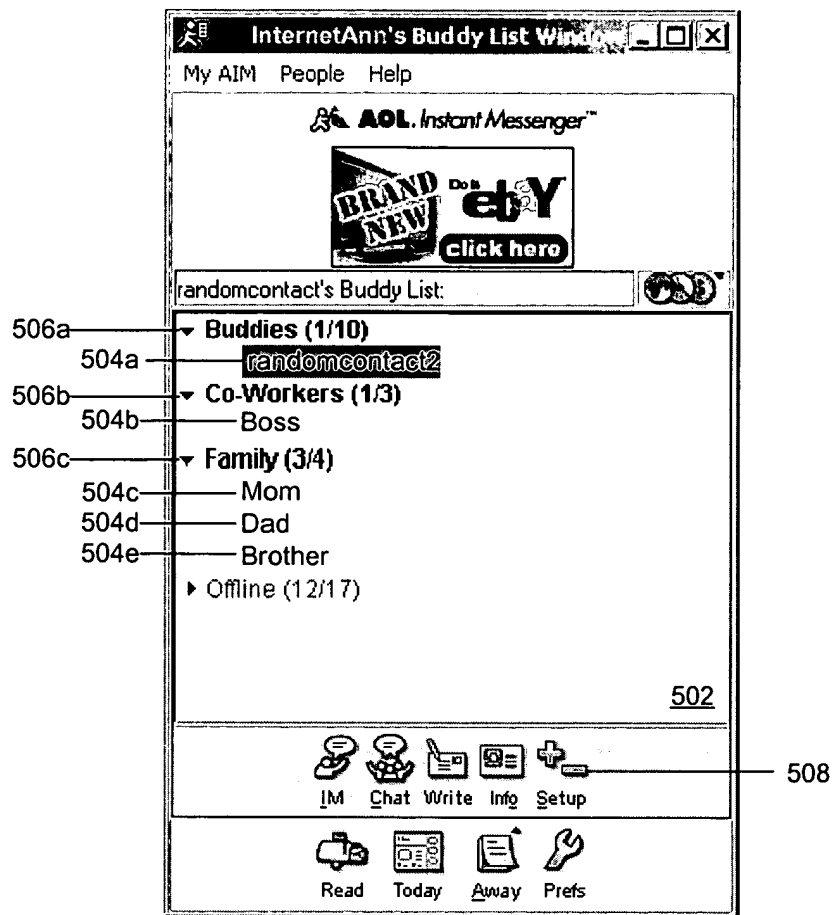 InternetAnn's Buddy List Window
My AIM People Help
AOL Instant Messenger™
BRAND NEW
Do it
ebY
click here
randomcontact's Buddy List:
506a
Buddies (1/10)
504a
randomcontact2
506b
Co-Workers (1/3)
504b
Boss
506c
Family (3/4)
504c
Mom
504d
Dad
504e
Brother
Offline (12/17)
502
IM Chat Write Info Setup
508
Read Today Away Prefs